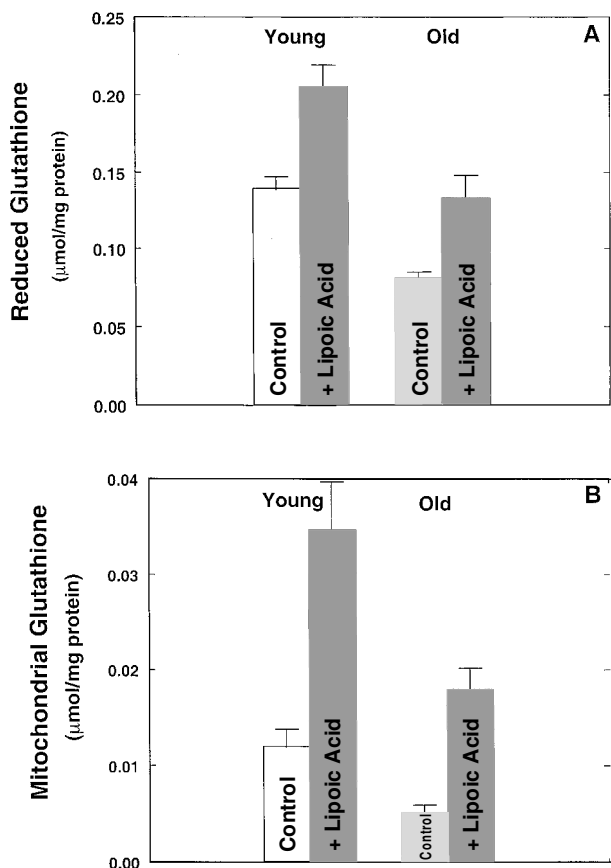 Reduced Glutathione
(μmol/mg protein)
0.25
0.20
0.15
0.10
0.05
0.00
Young
Old
A
Control
+ Lipoic Acid
Control
+ Lipoic Acid
Mitochondrial Glutathione
(μmol/mg protein)
0.04
0.03
0.02
0.01
0.00
Young
Old
B
Control
+ Lipoic Acid
Control
+ Lipoic Acid